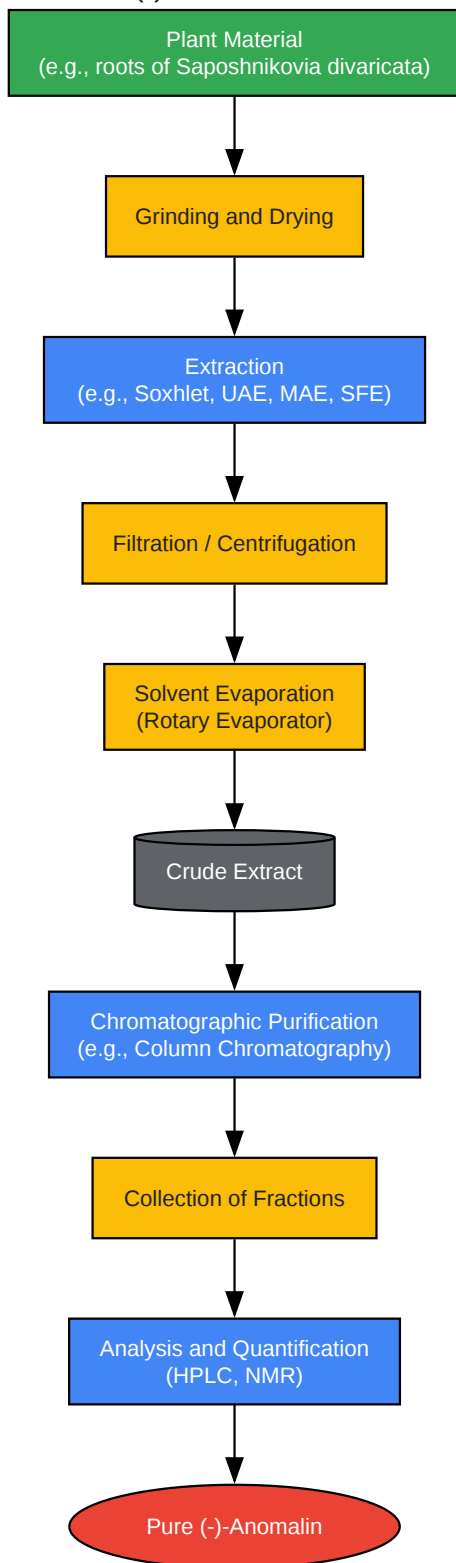 Plant Material
(e.g., roots of Saposhnikovia divaricata)
Grinding and Drying
Extraction
(e.g., Soxhlet, UAE, MAE, SFE)
Filtration / Centrifugation
Solvent Evaporation
(Rotary Evaporator)
Crude Extract
Chromatographic Purification
(e.g., Column Chromatography)
Collection of Fractions
Analysis and Quantification
(HPLC, NMR)
Pure (-)-Anomalin